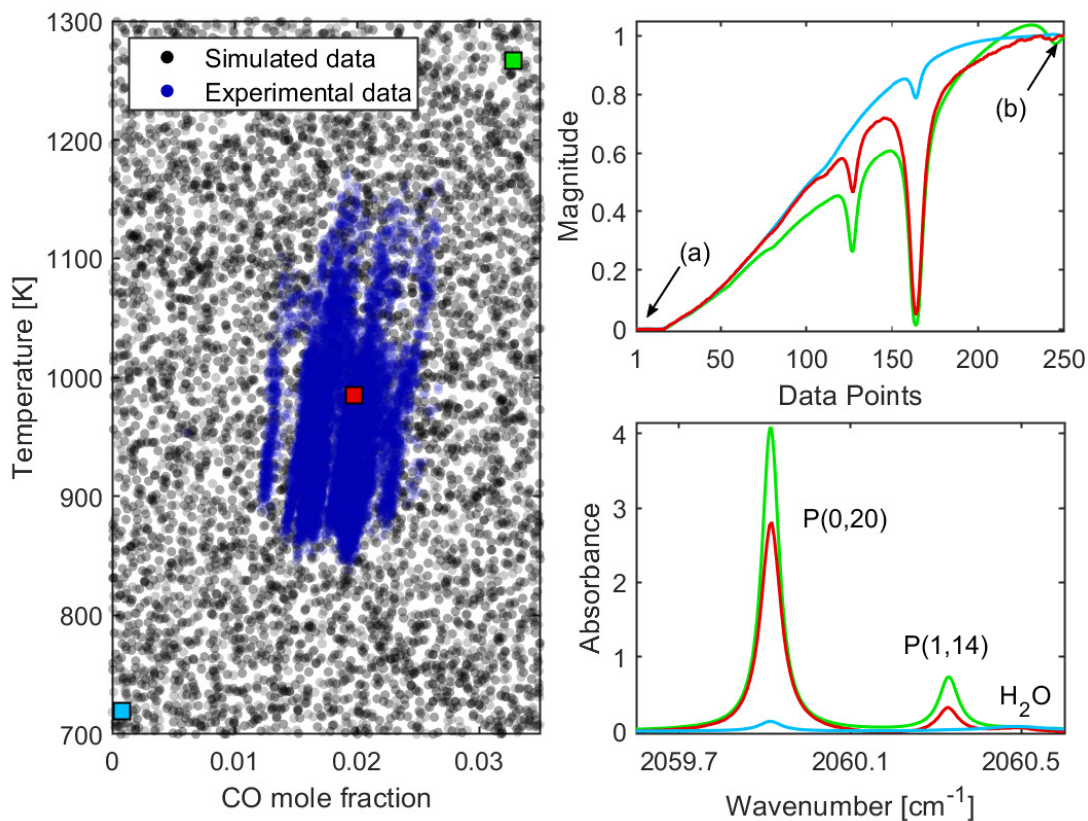 Simulated data
Experimental data
1300
1200
1100
1000
900
800
700
Temperature [K]
0
0.01
0.02
0.03
CO mole fraction
1
0.8
0.6
0.4
0.2
0
Magnitude
(a)
(b)
1
50
100
150
200
250
Data Points
4
3
2
1
0
Absorbance
P(0,20)
P(1,14)
H₂O
2059.7
2060.1
2060.5
Wavenumber [cm⁻¹]